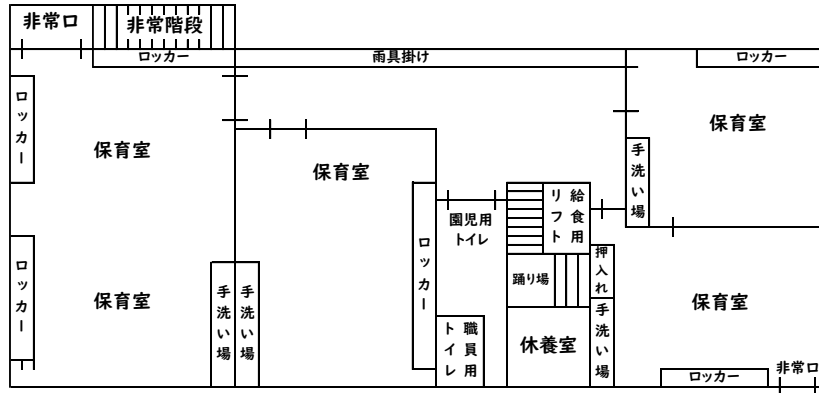 非常口
非常階段
ロッカー
雨具掛け
ロッカー
ロッカー
保育室
保育室
保育室
手洗い場
園児用
トイレ
給食用
リフト
ロッカー
ロッカー
保育室
手洗い場
手洗い場
踊り場
押入れ
保育室
職員用
トイレ
休養室
手洗い場
ロッカー
非常口